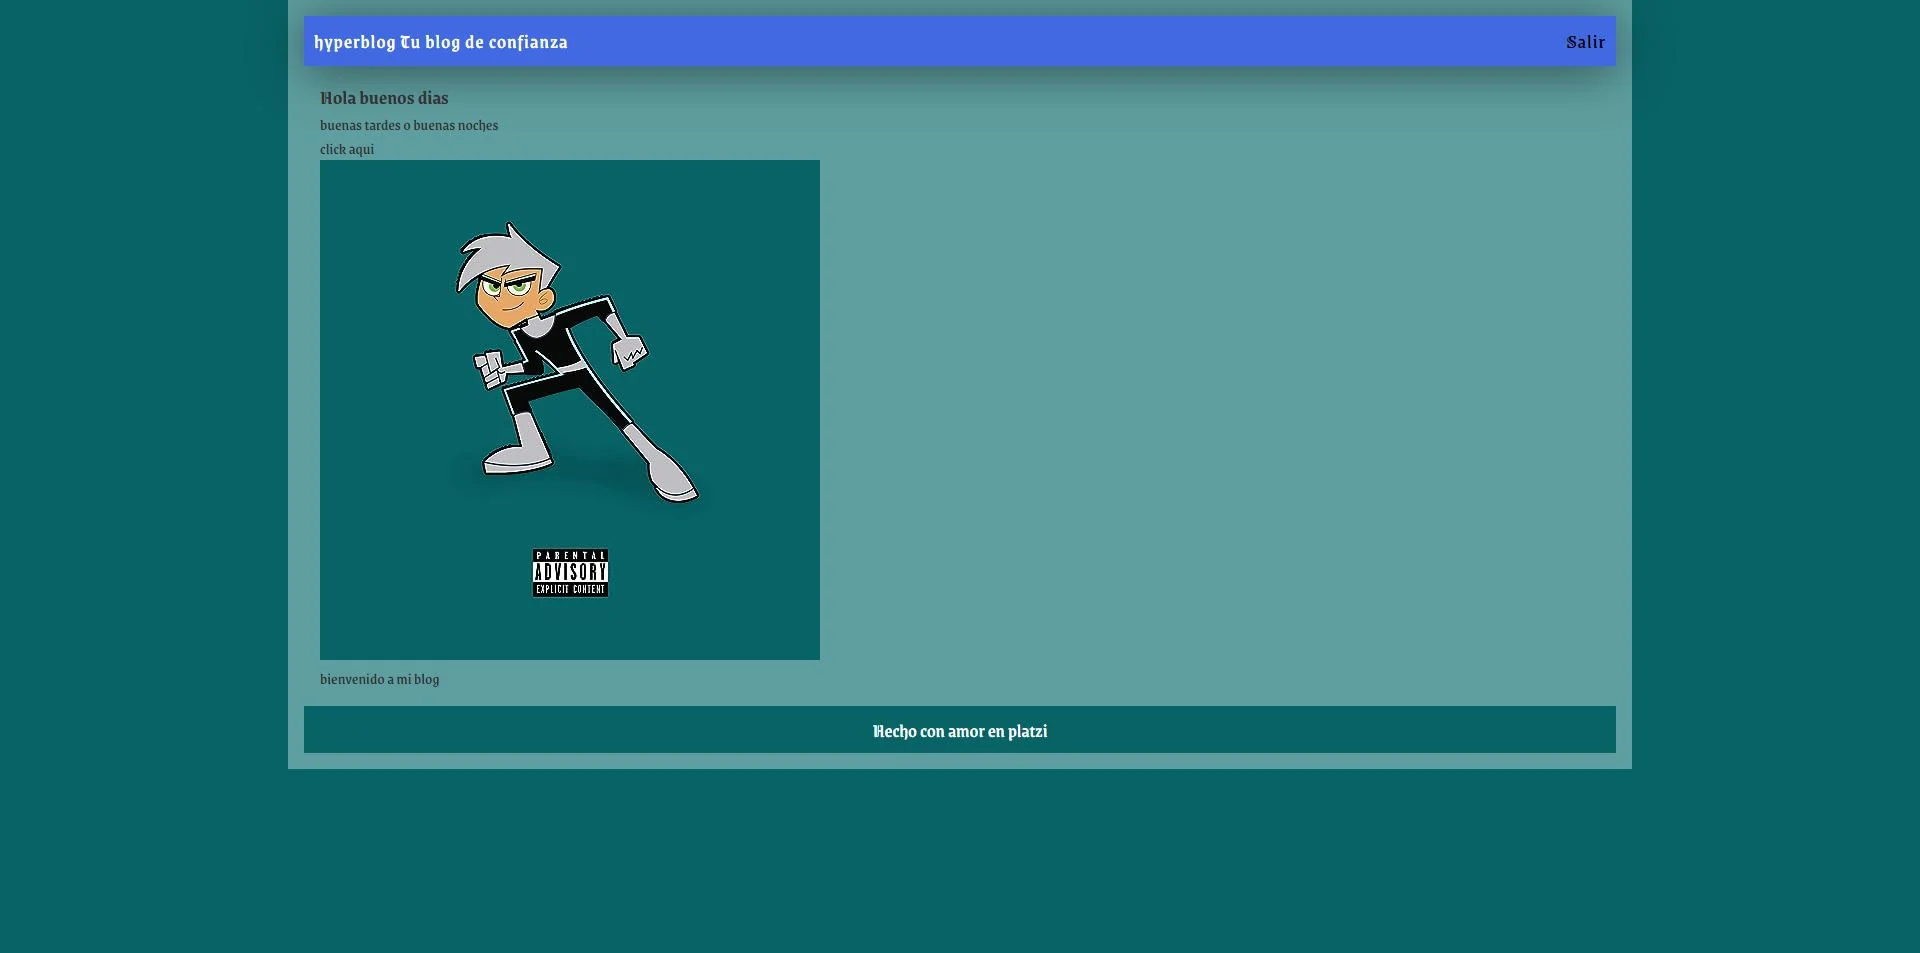 hyperblog Tu blog de confianza
Salir
Hola buenos dias
buenas tardes o buenas noches
click aqui
PARENTAL
ADVISORY
EXPLICIT CONTENT
bienvenido a mi blog
Hecho con amor en platzi